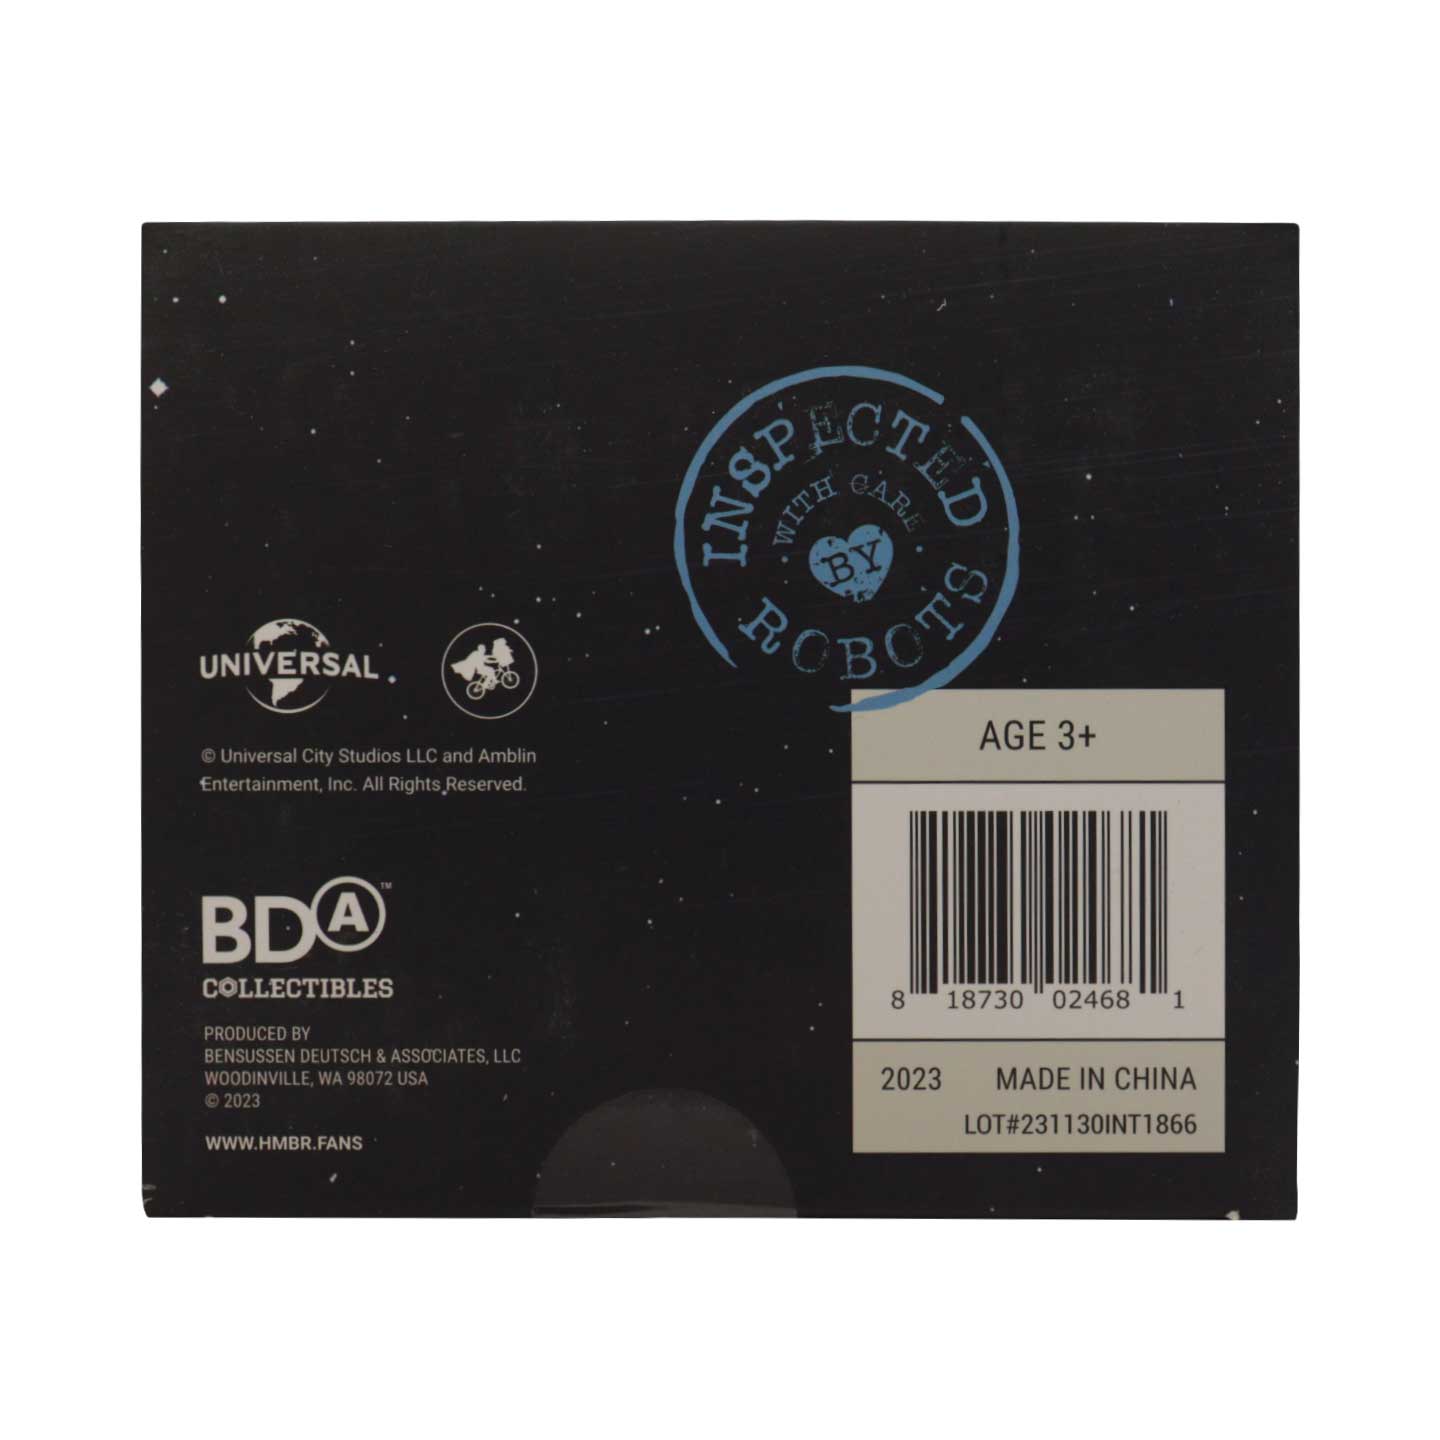 INSPECTED
WITH CARE
BY
ROBOTS
UNIVERSAL
© Universal City Studios LLC and Amblin
Entertainment, Inc. All Rights Reserved.
BDA™
COLLECTIBLES
PRODUCED BY
BENSUSSEN DEUTSCH & ASSOCIATES, LLC
WOODINVILLE, WA 98072 USA
© 2023
WWW.HMBR.FANS
AGE 3+
8 18730 02468 1
2023 MADE IN CHINA
LOT#231130INT1866